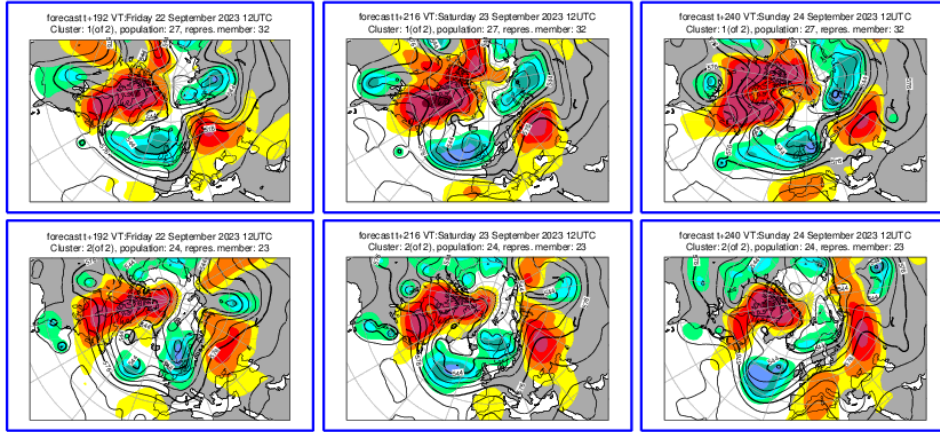 forecast t+192 VT:Friday 22 September 2023 12UTC
Cluster: 1(of 2), population: 27, repres. member: 32
forecast t+216 VT:Saturday 23 September 2023 12UTC
Cluster: 1(of 2), population: 27, repres. member: 32
forecast t+240 VT:Sunday 24 September 2023 12UTC
Cluster: 1(of 2), population: 27, repres. member: 32
forecast t+192 VT:Friday 22 September 2023 12UTC
Cluster: 2(of 2), population: 24, repres. member: 23
forecast t+216 VT:Saturday 23 September 2023 12UTC
Cluster: 2(of 2), population: 24, repres. member: 23
forecast t+240 VT:Sunday 24 September 2023 12UTC
Cluster: 2(of 2), population: 24, repres. member: 23